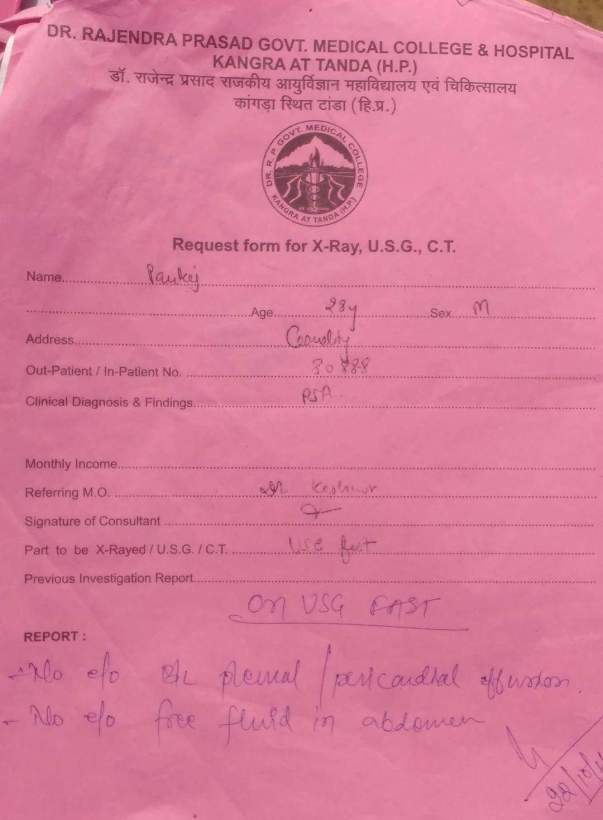 DR. RAJENDRA PRASAD GOVT. MEDICAL COLLEGE & HOSPITAL
KANGRA AT TANDA (H.P.)
डॉ. राजेन्द्र प्रसाद राजकीय आयुर्विज्ञान महाविद्यालय एवं चिकित्सालय
कांगड़ा स्थित टांडा (हि.प्र.)
DR. R. P. GOVT. MEDICAL COLLEGE
KANGRA AT TANDA (H.P.)
Request form for X-Ray, U.S.G., C.T.
Name Pankaj
Age 28y Sex M
Address Casualty
Out-Patient / In-Patient No. 30888
Clinical Diagnosis & Findings RSA
Monthly Income
Referring M.O. Dr
Signature of Consultant
Part to be X-Rayed / U.S.G. / C.T. USG fast
Previous Investigation Report
ON USG FAST
REPORT :
- No e/o B/L pleural / pericardial effusion.
- No e/o free fluid in abdomen